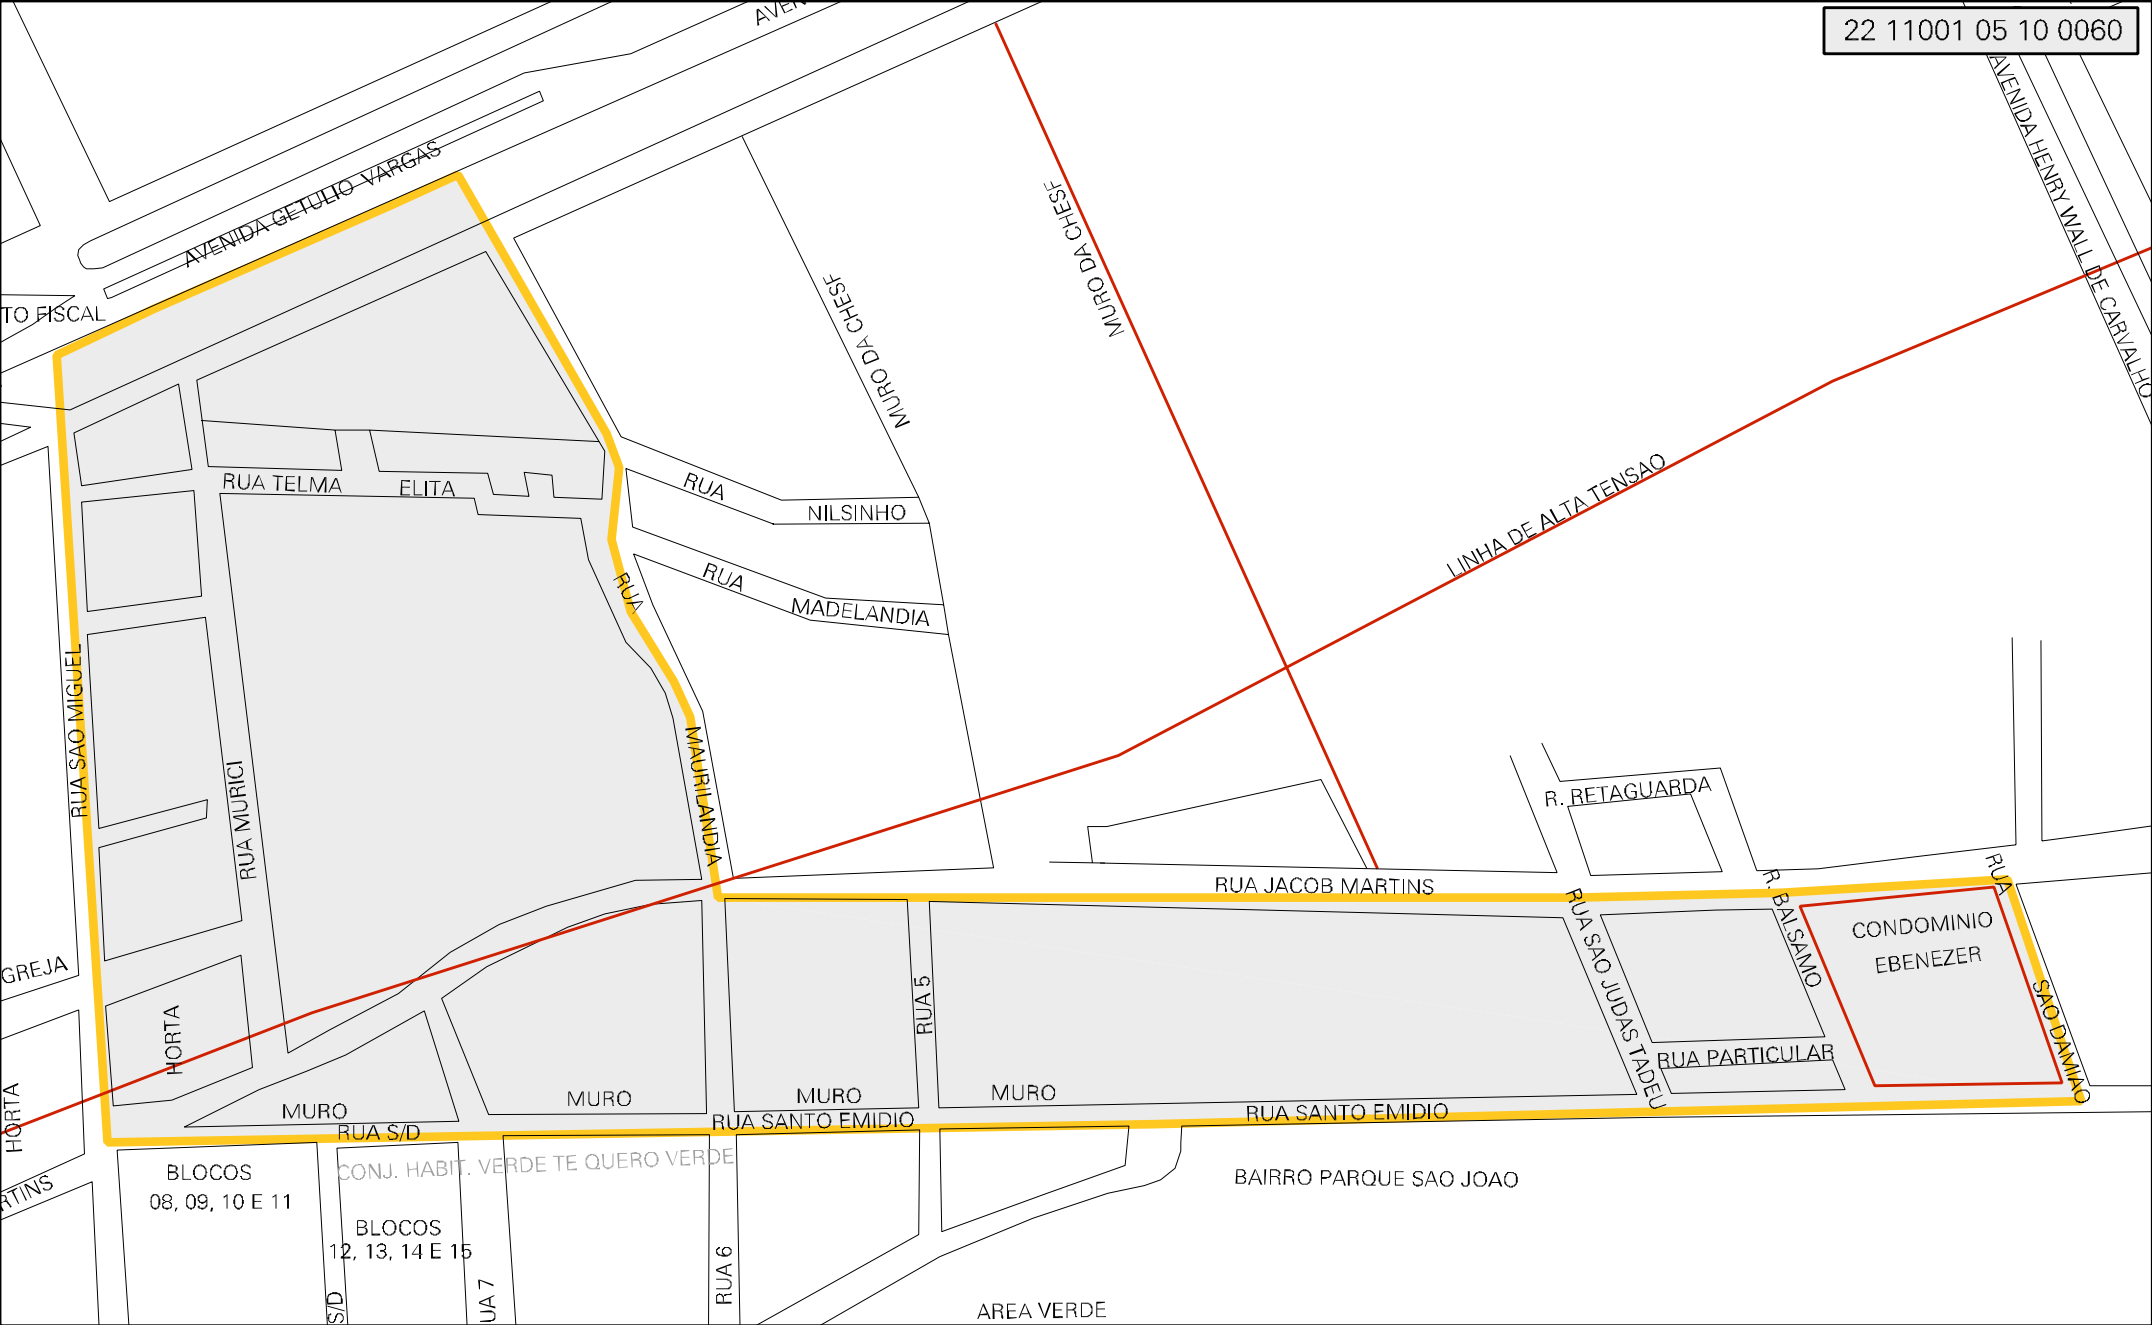 AVEN
22 11001 05 10 0060
AVENIDA GETULIO VARGAS
AVENIDA HENRY WALL DE CARVALHO
MURO DA CHESF
MURO DA CHESF
TO FISCAL
RUA TELMA ELITA
RUA NILSINHO
LINHA DE ALTA TENSAO
RUA MADELANDIA
RUA MAURILANDIA
RUA SAO MIGUEL
RUA MURICI
R. RETAGUARDA
RUA JACOB MARTINS
R. BALSAMO
RUA SAO DAMIAO
CONDOMINIO
EBENEZER
RUA SAO JUDAS TADEU
RUA 5
GREJA
HORTA
HORTA
RUA PARTICULAR
MURO
MURO
MURO
MURO
RUA S/D
RUA SANTO EMIDIO
RUA SANTO EMIDIO
CONJ. HABIT. VERDE TE QUERO VERDE
BLOCOS
08, 09, 10 E 11
BAIRRO PARQUE SAO JOAO
RTINS
BLOCOS
12, 13, 14 E 15
S/D
UA 7
RUA 6
AREA VERDE